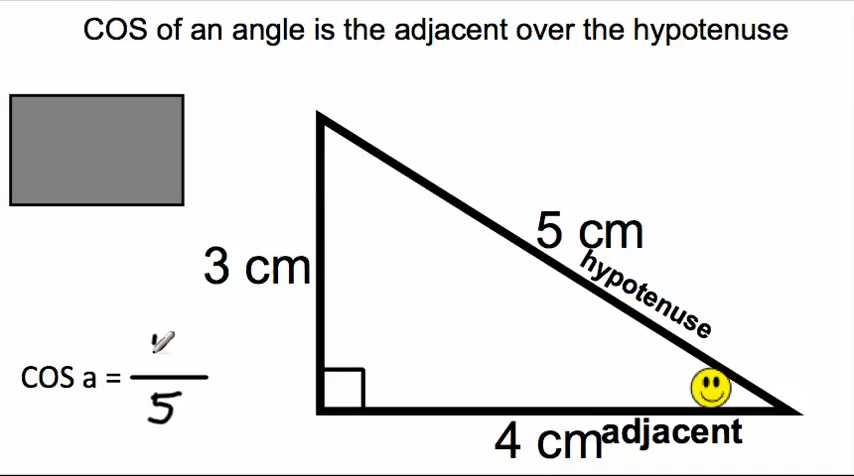 COS of an angle is the adjacent over the hypotenuse
5 cm
hypotenuse
3 cm
COS a =
5
4 cm adjacent